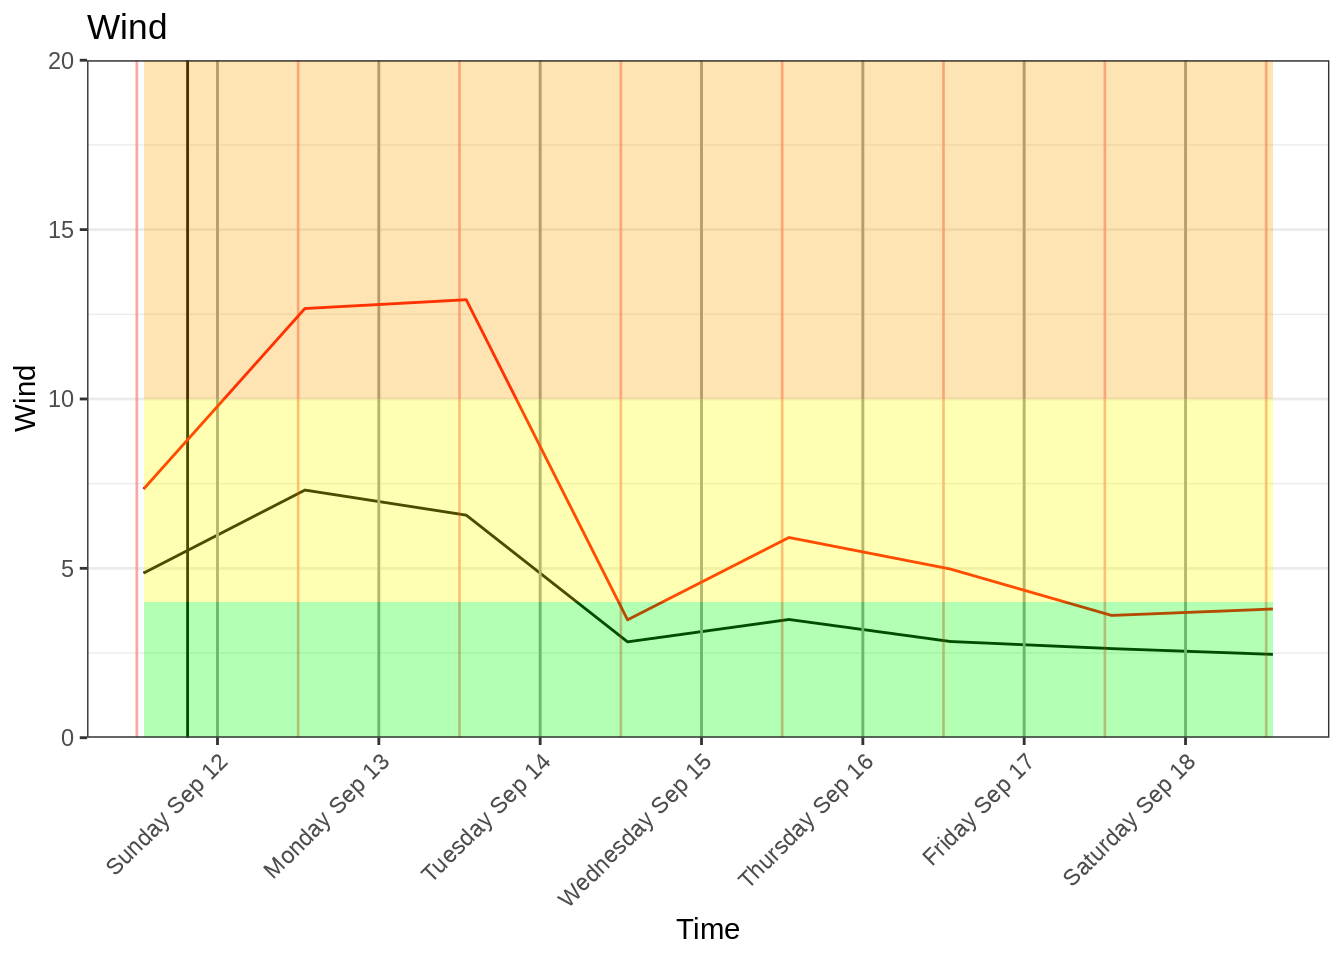 Wind
20
15
10
5
0
Wind
Sunday Sep 12
Monday Sep 13
Tuesday Sep 14
Wednesday Sep 15
Thursday Sep 16
Friday Sep 17
Saturday Sep 18
Time